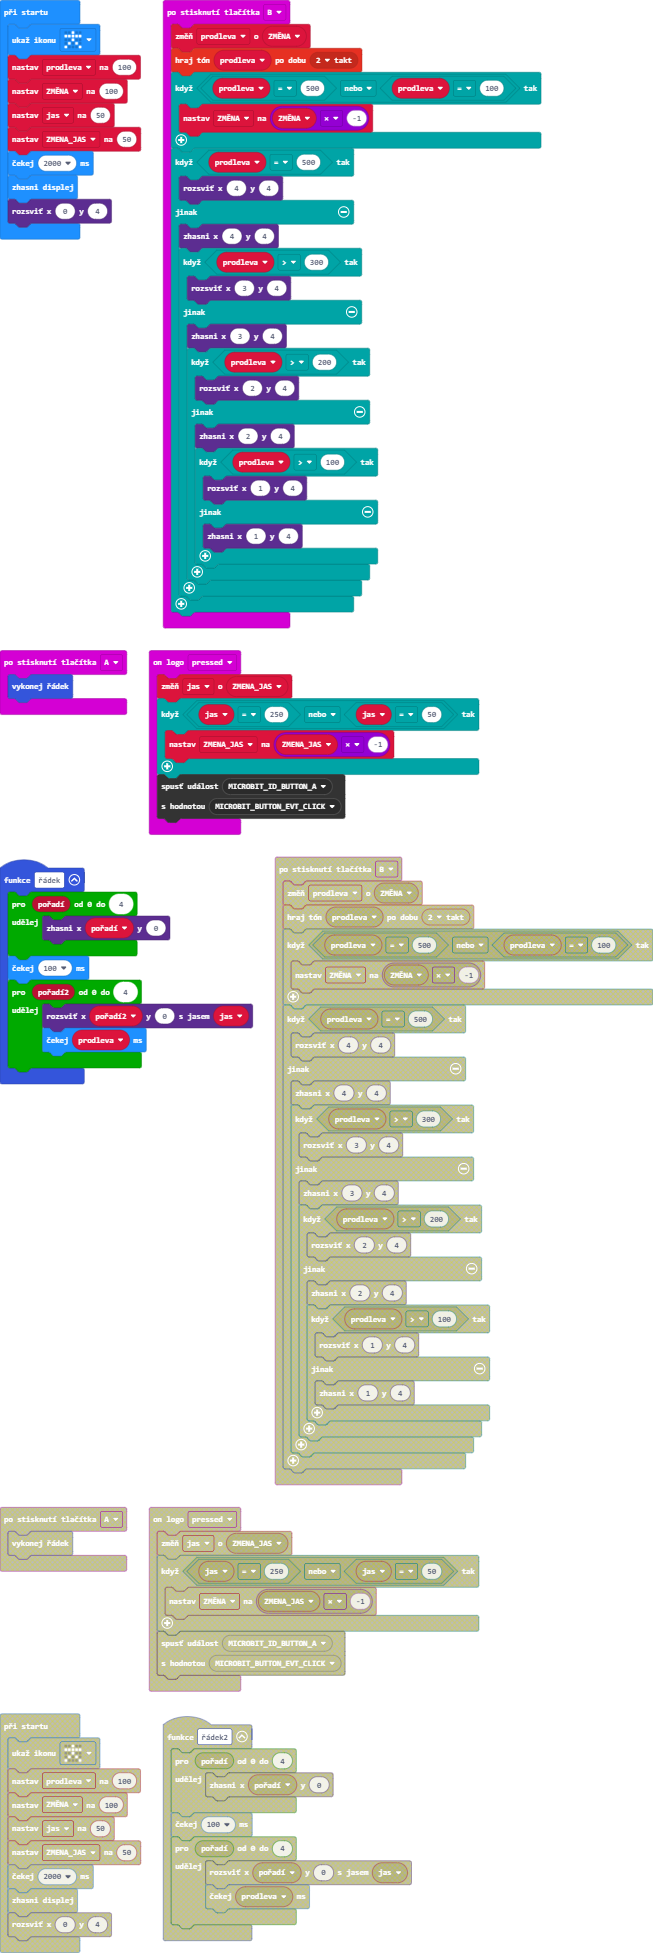 při startu
ukaž ikonu
nastav prodleva na 100
nastav ZMĚNA na 100
nastav jas na 50
nastav ZMENA_JAS na 50
čekej 2000 ms
zhasni displej
rozsviť x 0 y 4
po stisknutí tlačítka B
změň prodleva o ZMĚNA
hraj tón prodleva po dobu 2 takt
když prodleva = 500 nebo prodleva = 100 tak
nastav ZMĚNA na ZMĚNA × -1
když prodleva = 500 tak
rozsviť x 4 y 4
jinak
zhasni x 4 y 4
když prodleva > 300 tak
rozsviť x 3 y 4
jinak
zhasni x 3 y 4
když prodleva > 200 tak
rozsviť x 2 y 4
jinak
zhasni x 2 y 4
když prodleva > 100 tak
rozsviť x 1 y 4
jinak
zhasni x 1 y 4
po stisknutí tlačítka A
vykonej řádek
on logo pressed
změň jas o ZMENA_JAS
když jas = 250 nebo jas = 50 tak
nastav ZMENA_JAS na ZMENA_JAS × -1
spusť událost MICROBIT_ID_BUTTON_A
s hodnotou MICROBIT_BUTTON_EVT_CLICK
funkce řádek
pro pořadí od 0 do 4
udělej
zhasni x pořadí y 0
čekej 100 ms
pro pořadí2 od 0 do 4
udělej
rozsviť x pořadí2 y 0 s jasem jas
čekej prodleva ms
po stisknutí tlačítka B
změň prodleva o ZMĚNA
hraj tón prodleva po dobu 2 takt
když prodleva = 500 nebo prodleva = 100 tak
nastav ZMĚNA na ZMĚNA × -1
když prodleva = 500 tak
rozsviť x 4 y 4
jinak
zhasni x 4 y 4
když prodleva > 300 tak
rozsviť x 3 y 4
jinak
zhasni x 3 y 4
když prodleva > 200 tak
rozsviť x 2 y 4
jinak
zhasni x 2 y 4
když prodleva > 100 tak
rozsviť x 1 y 4
jinak
zhasni x 1 y 4
po stisknutí tlačítka A
vykonej řádek
on logo pressed
změň jas o ZMENA_JAS
když jas = 250 nebo jas = 50 tak
nastav ZMĚNA na ZMENA_JAS × -1
spusť událost MICROBIT_ID_BUTTON_A
s hodnotou MICROBIT_BUTTON_EVT_CLICK
při startu
ukaž ikonu
nastav prodleva na 100
nastav ZMĚNA na 100
nastav jas na 50
nastav ZMENA_JAS na 50
čekej 2000 ms
zhasni displej
rozsviť x 0 y 4
funkce řádek2
pro pořadí od 0 do 4
udělej
zhasni x pořadí y 0
čekej 100 ms
pro pořadí od 0 do 4
udělej
rozsviť x pořadí y 0 s jasem jas
čekej prodleva ms